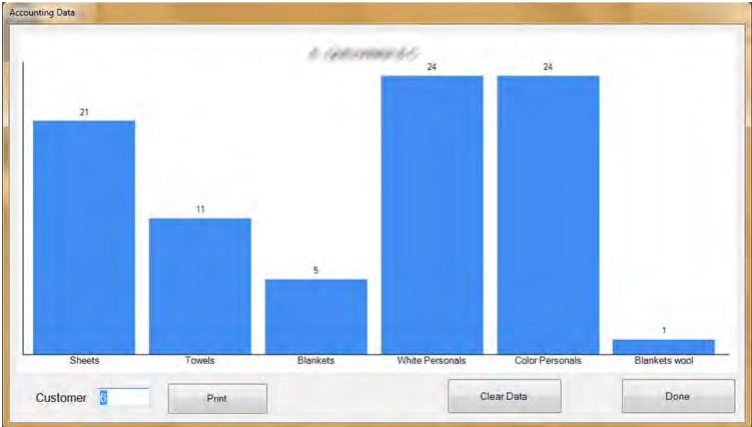 Accounting Data
24
24
21
11
5
1
Sheets
Towels
Blankets
White Personals
Color Personals
Blankets wool
Customer 6
Print
Clear Data
Done